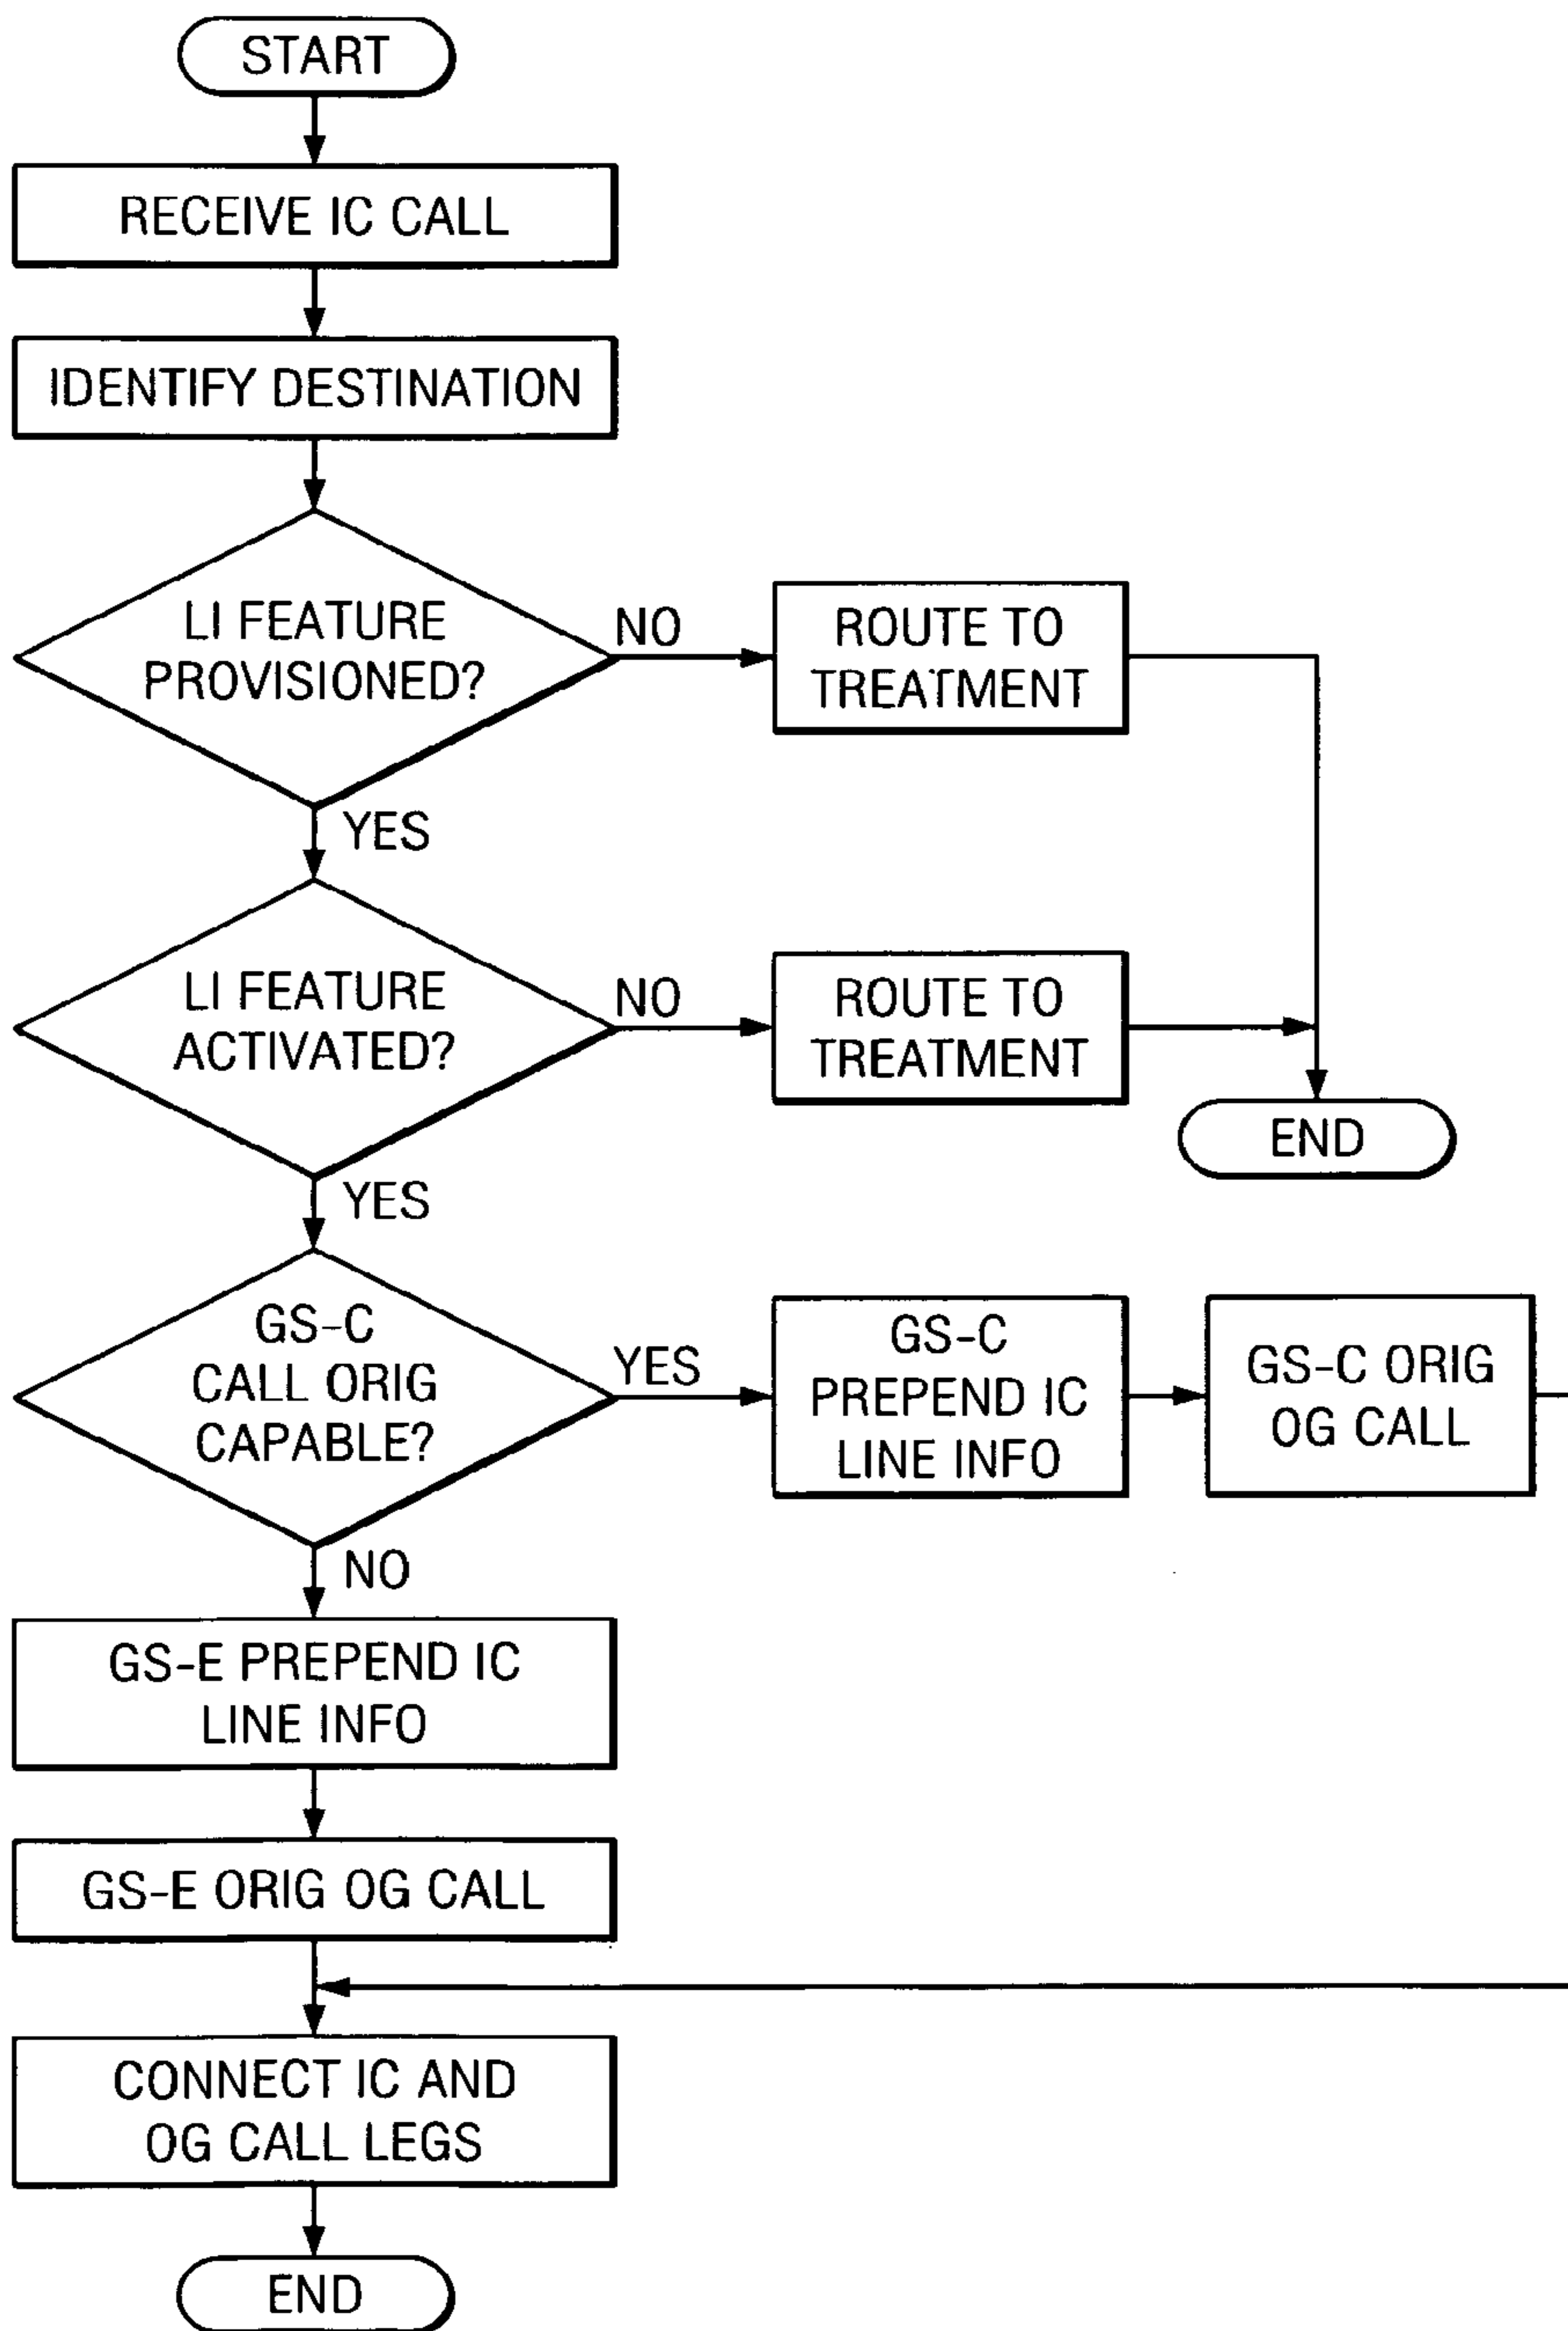 START
RECEIVE IC CALL
IDENTIFY DESTINATION
LI FEATURE
PROVISIONED?
NO
ROUTE TO
TREATMENT
YES
LI FEATURE
ACTIVATED?
NO
ROUTE TO
TREATMENT
END
YES
GS-C
CALL ORIG
CAPABLE?
YES
GS-C
PREPEND IC
LINE INFO
GS-C ORIG
OG CALL
NO
GS-E PREPEND IC
LINE INFO
GS-E ORIG OG CALL
CONNECT IC AND
OG CALL LEGS
END